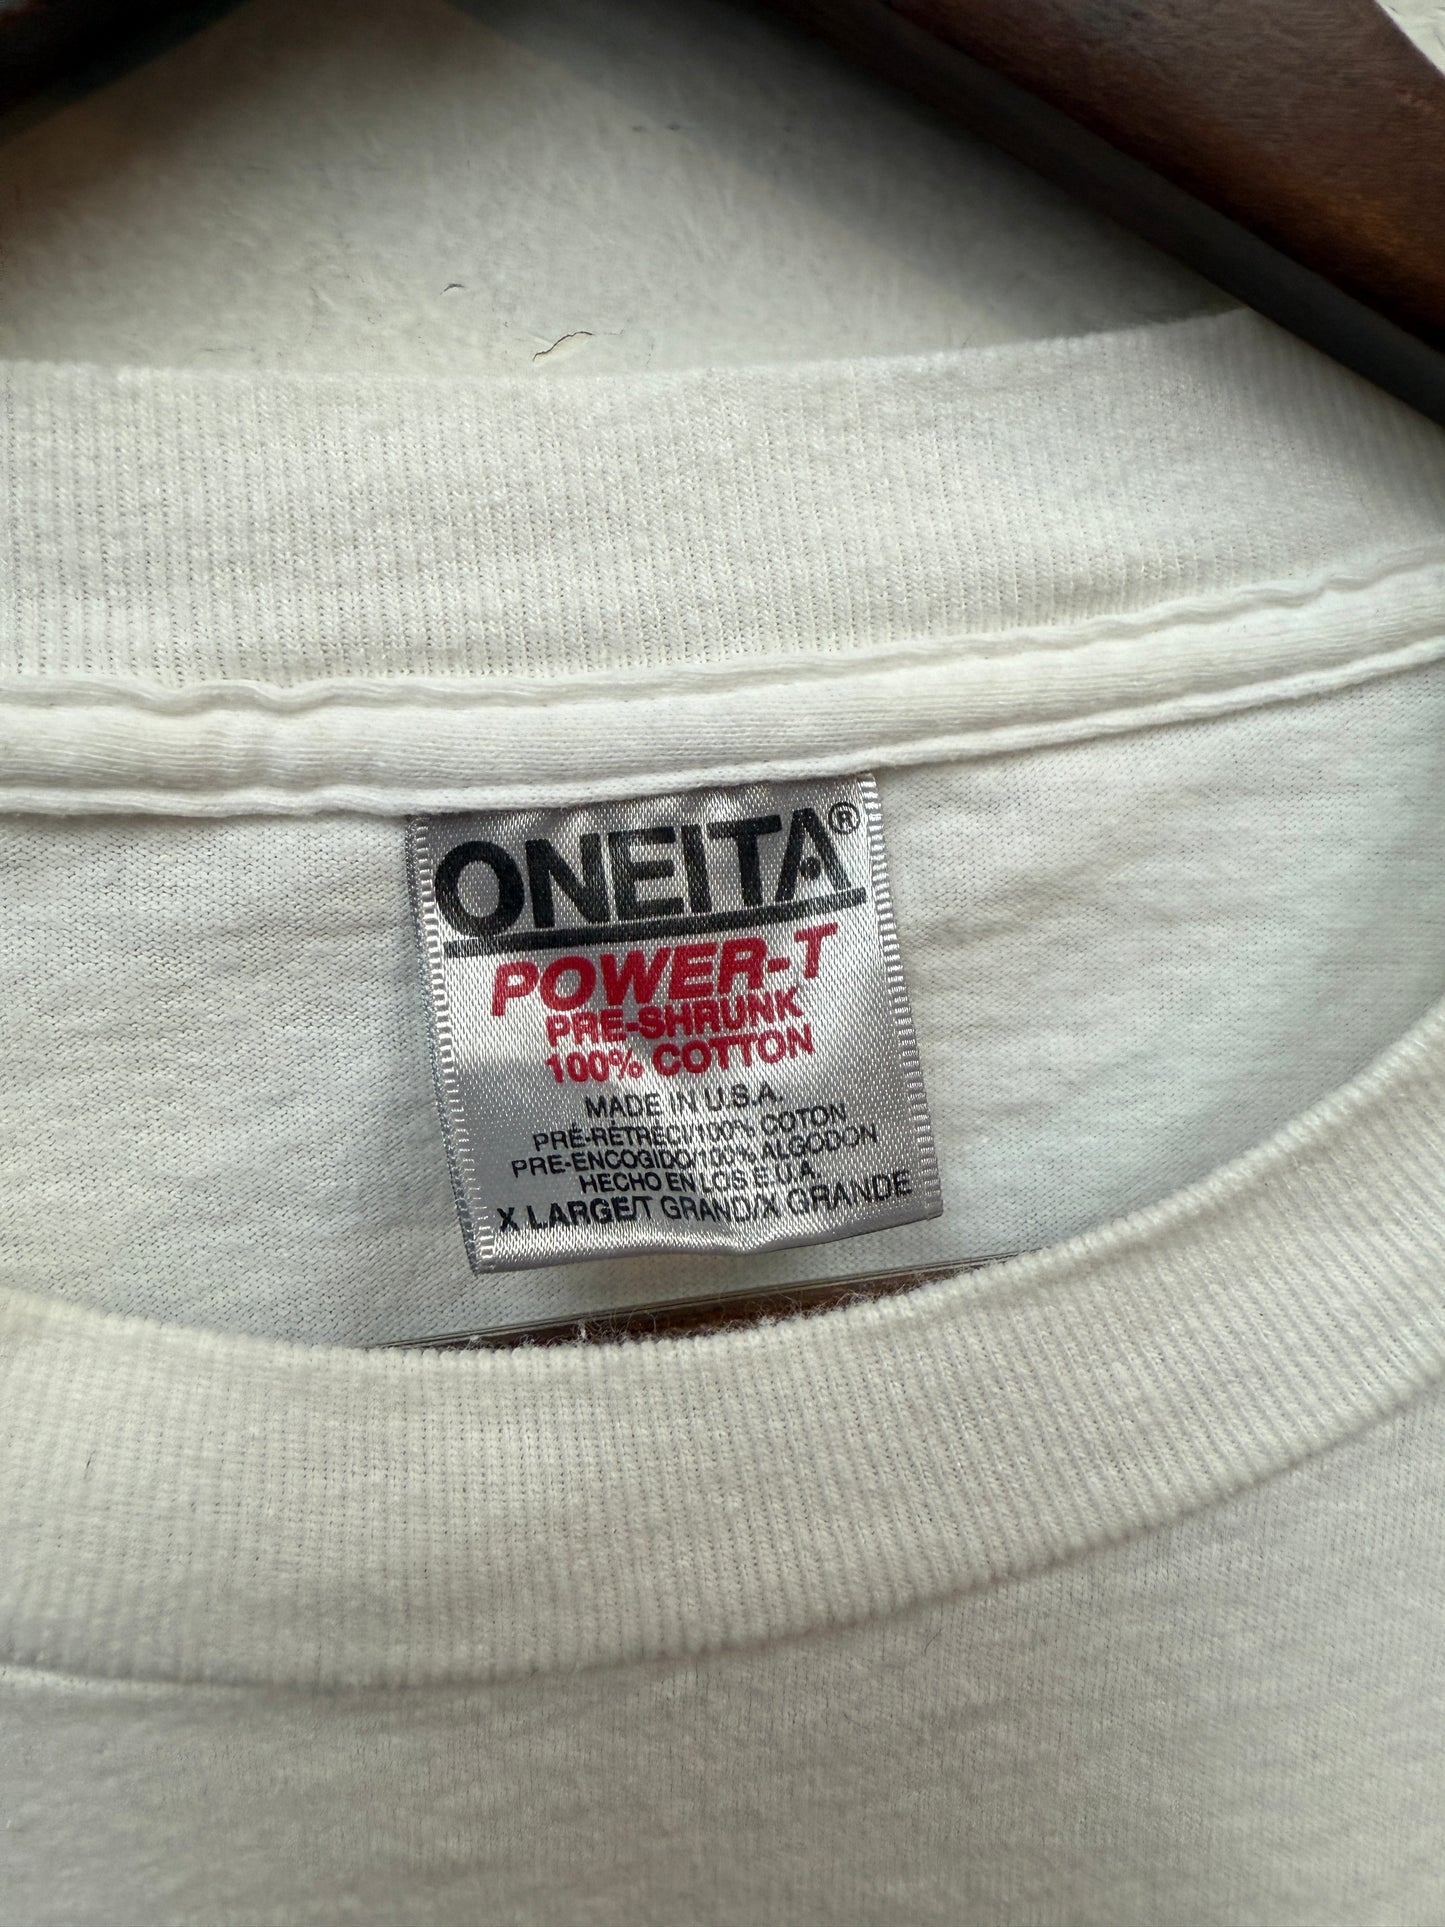 ONEITA®
POWER-T
PRE-SHRUNK
100% COTTON
MADE IN U.S.A.
PRÉ-RÉTRECI/100% COTON
PRE-ENCOGIDO/100% ALGODON
HECHO EN LOS E.U.A.
X LARGE/T GRAND/X GRANDE